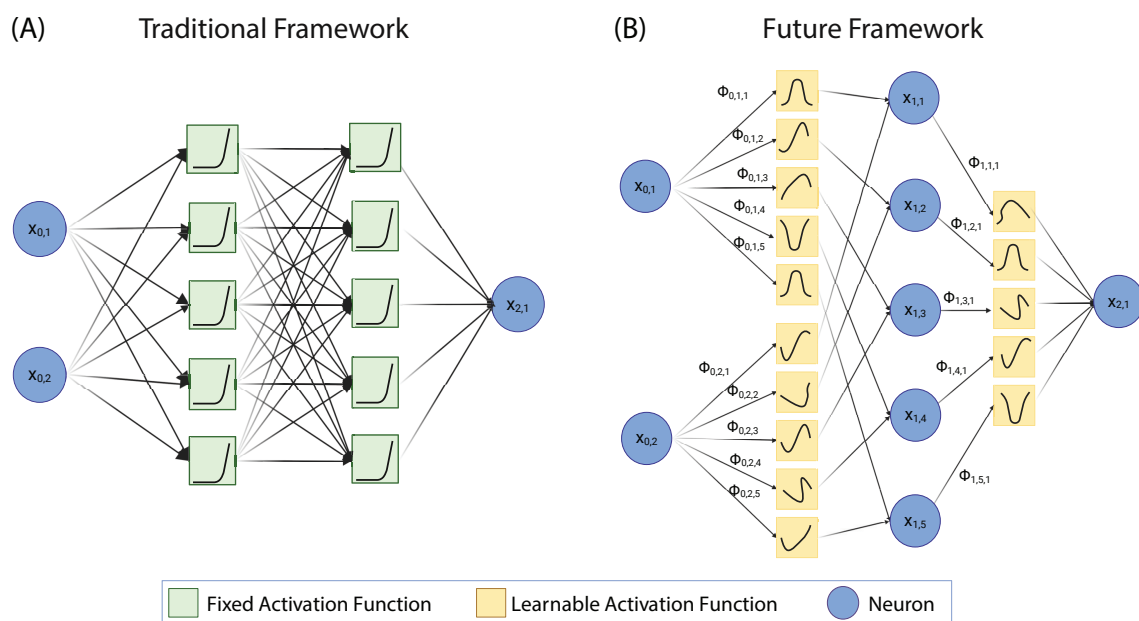 (A) Traditional Framework
(B) Future Framework
x0,1
x0,2
x2,1
x0,1
x0,2
Φ0,1,1
Φ0,1,2
Φ0,1,3
Φ0,1,4
Φ0,1,5
Φ0,2,1
Φ0,2,2
Φ0,2,3
Φ0,2,4
Φ0,2,5
x1,1
x1,2
x1,3
x1,4
x1,5
Φ1,1,1
Φ1,2,1
Φ1,3,1
Φ1,4,1
Φ1,5,1
x2,1
Fixed Activation Function Learnable Activation Function Neuron